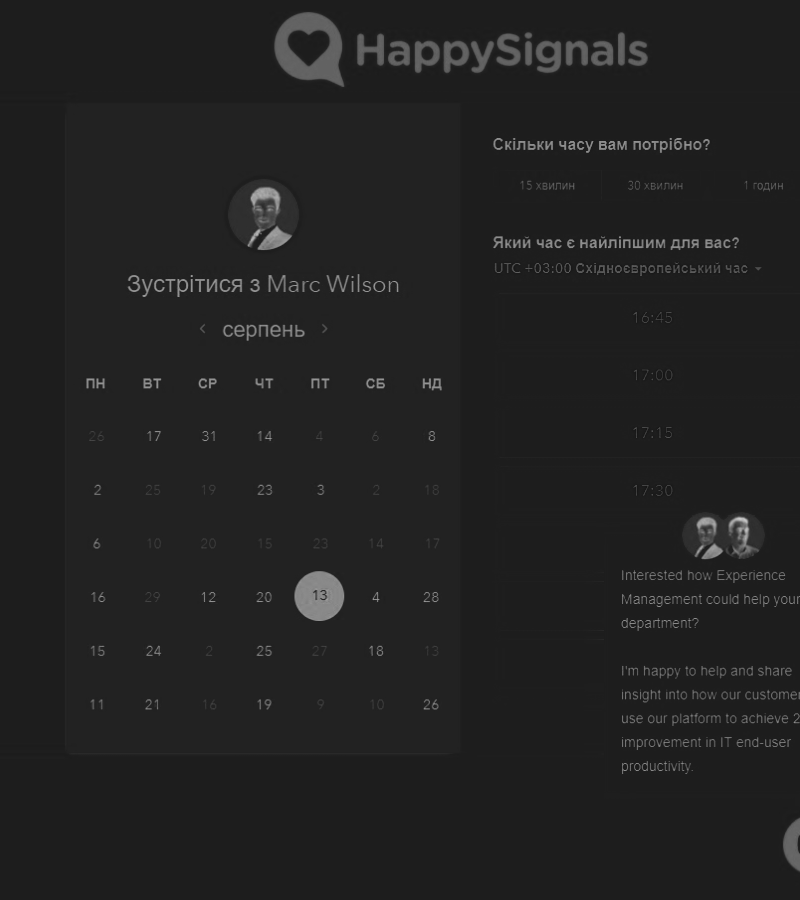 HappySignals
Зустрітися з Marc Wilson
серпень
ПН ВТ СР ЧТ ПТ СБ НД
26 17 31 14 4 6 8
2 25 19 23 3 2 18
6 10 20 15 23 14 17
16 29 12 20 13 4 28
15 24 2 25 27 18 13
11 21 16 19 9 10 26
Скільки часу вам потрібно?
15 хвилин 30 хвилин 1 годин
Який час є найліпшим для вас?
UTC +03:00 Східноєвропейський час
16:45
17:00
17:15
17:30
Interested how Experience
Management could help your
department?
I'm happy to help and share
insight into how our customer
use our platform to achieve 2
improvement in IT end-user
productivity.